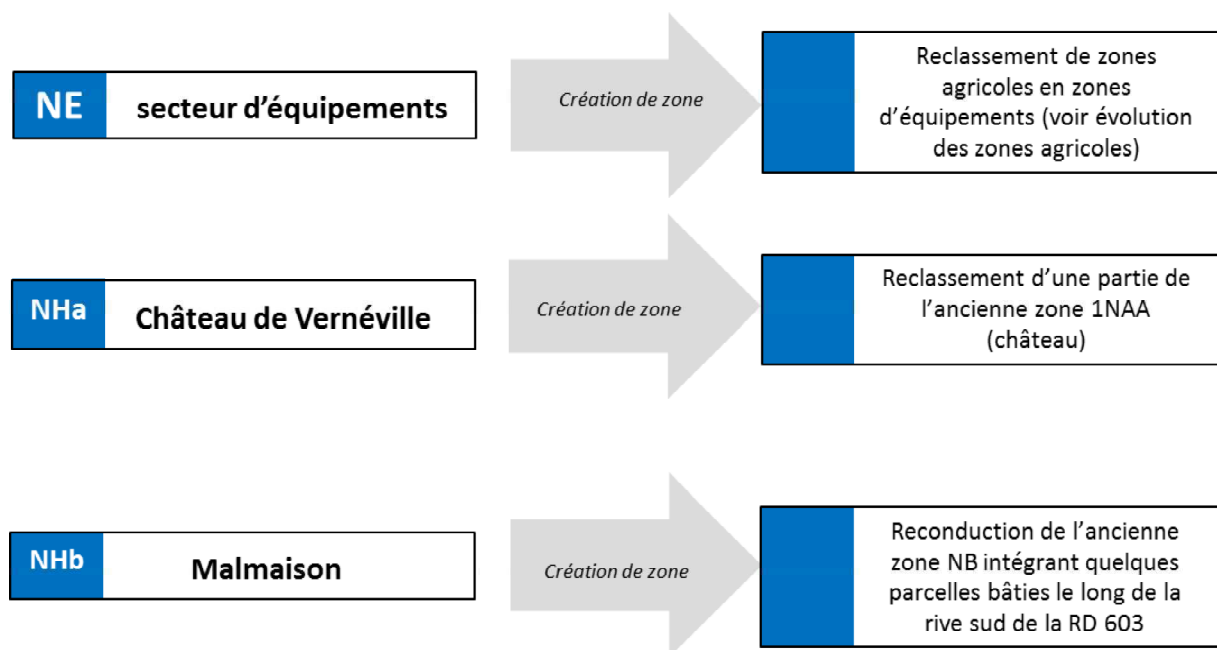 NE
secteur d'équipements
Création de zone
Reclassement de zones
agricoles en zones
d'équipements (voir évolution
des zones agricoles)
NHa
Château de Vernéville
Création de zone
Reclassement d'une partie de
l'ancienne zone 1NAA
(château)
NHb
Malmaison
Création de zone
Reconduction de l'ancienne
zone NB intégrant quelques
parcelles bâties le long de la
rive sud de la RD 603